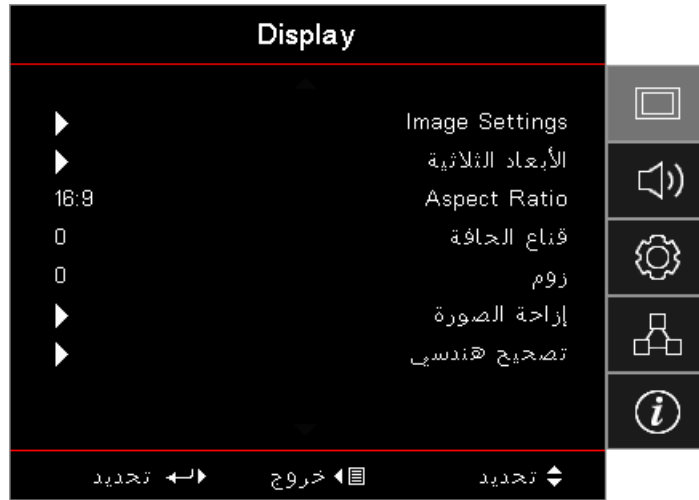 Display
Image Settings
الأبعاد الثلاثية
Aspect Ratio 16:9
قناع الحافة 0
زوم 0
إزاحة الصورة
تصحيح هندسي
تحديد خروج تحديد